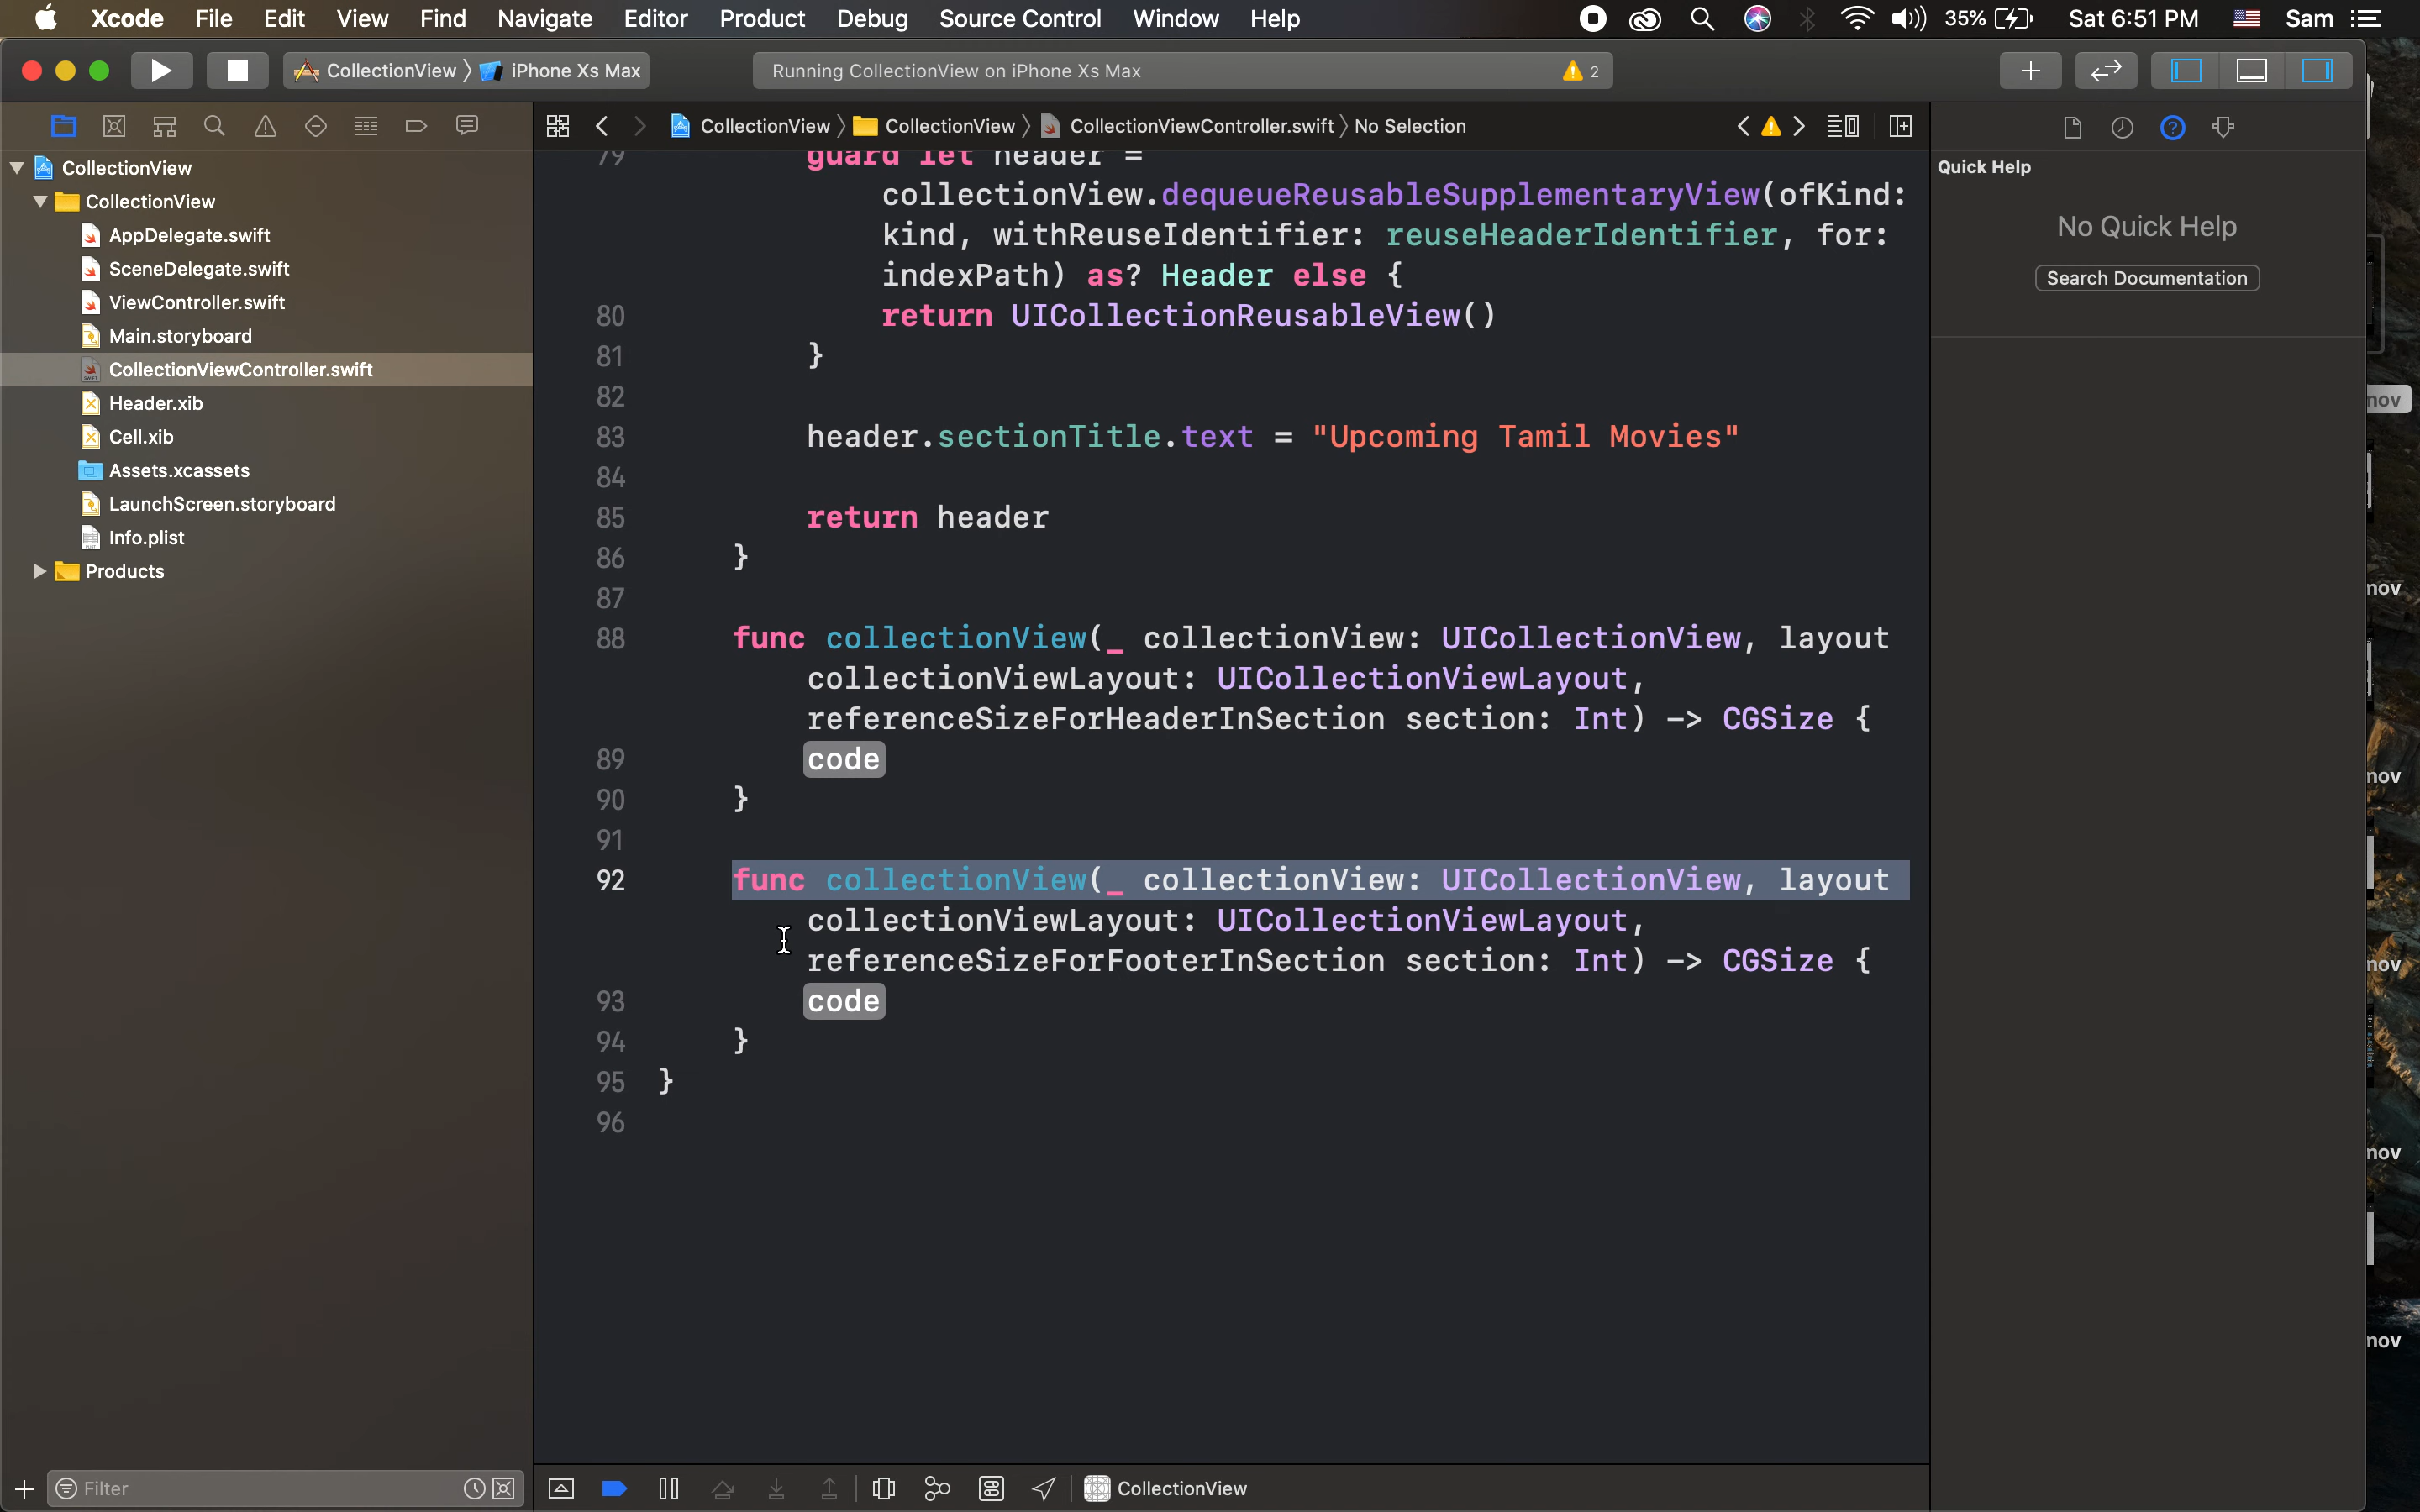 Xcode File Edit View Find Navigate Editor Product Debug Source Control Window Help 35% Sat 6:51 PM Sam
CollectionView iPhone Xs Max Running CollectionView on iPhone Xs Max 2
CollectionView CollectionView CollectionViewController.swift No Selection
CollectionView
CollectionView
AppDelegate.swift
SceneDelegate.swift
ViewController.swift
Main.storyboard
CollectionViewController.swift
Header.xib
Cell.xib
Assets.xcassets
LaunchScreen.storyboard
Info.plist
Products
79 guard let header =
collectionView.dequeueReusableSupplementaryView(ofKind:
kind, withReuseIdentifier: reuseHeaderIdentifier, for:
indexPath) as? Header else {
80 return UICollectionReusableView()
81 }
82
83 header.sectionTitle.text = "Upcoming Tamil Movies"
84
85 return header
86 }
87
88 func collectionView(_ collectionView: UICollectionView, layout
collectionViewLayout: UICollectionViewLayout,
referenceSizeForHeaderInSection section: Int) -> CGSize {
89 code
90 }
91
92 func collectionView(_ collectionView: UICollectionView, layout
collectionViewLayout: UICollectionViewLayout,
referenceSizeForFooterInSection section: Int) -> CGSize {
93 code
94 }
95 }
96
Quick Help
No Quick Help
Search Documentation
mov
mov
mov
mov
mov
mov
Filter
CollectionView